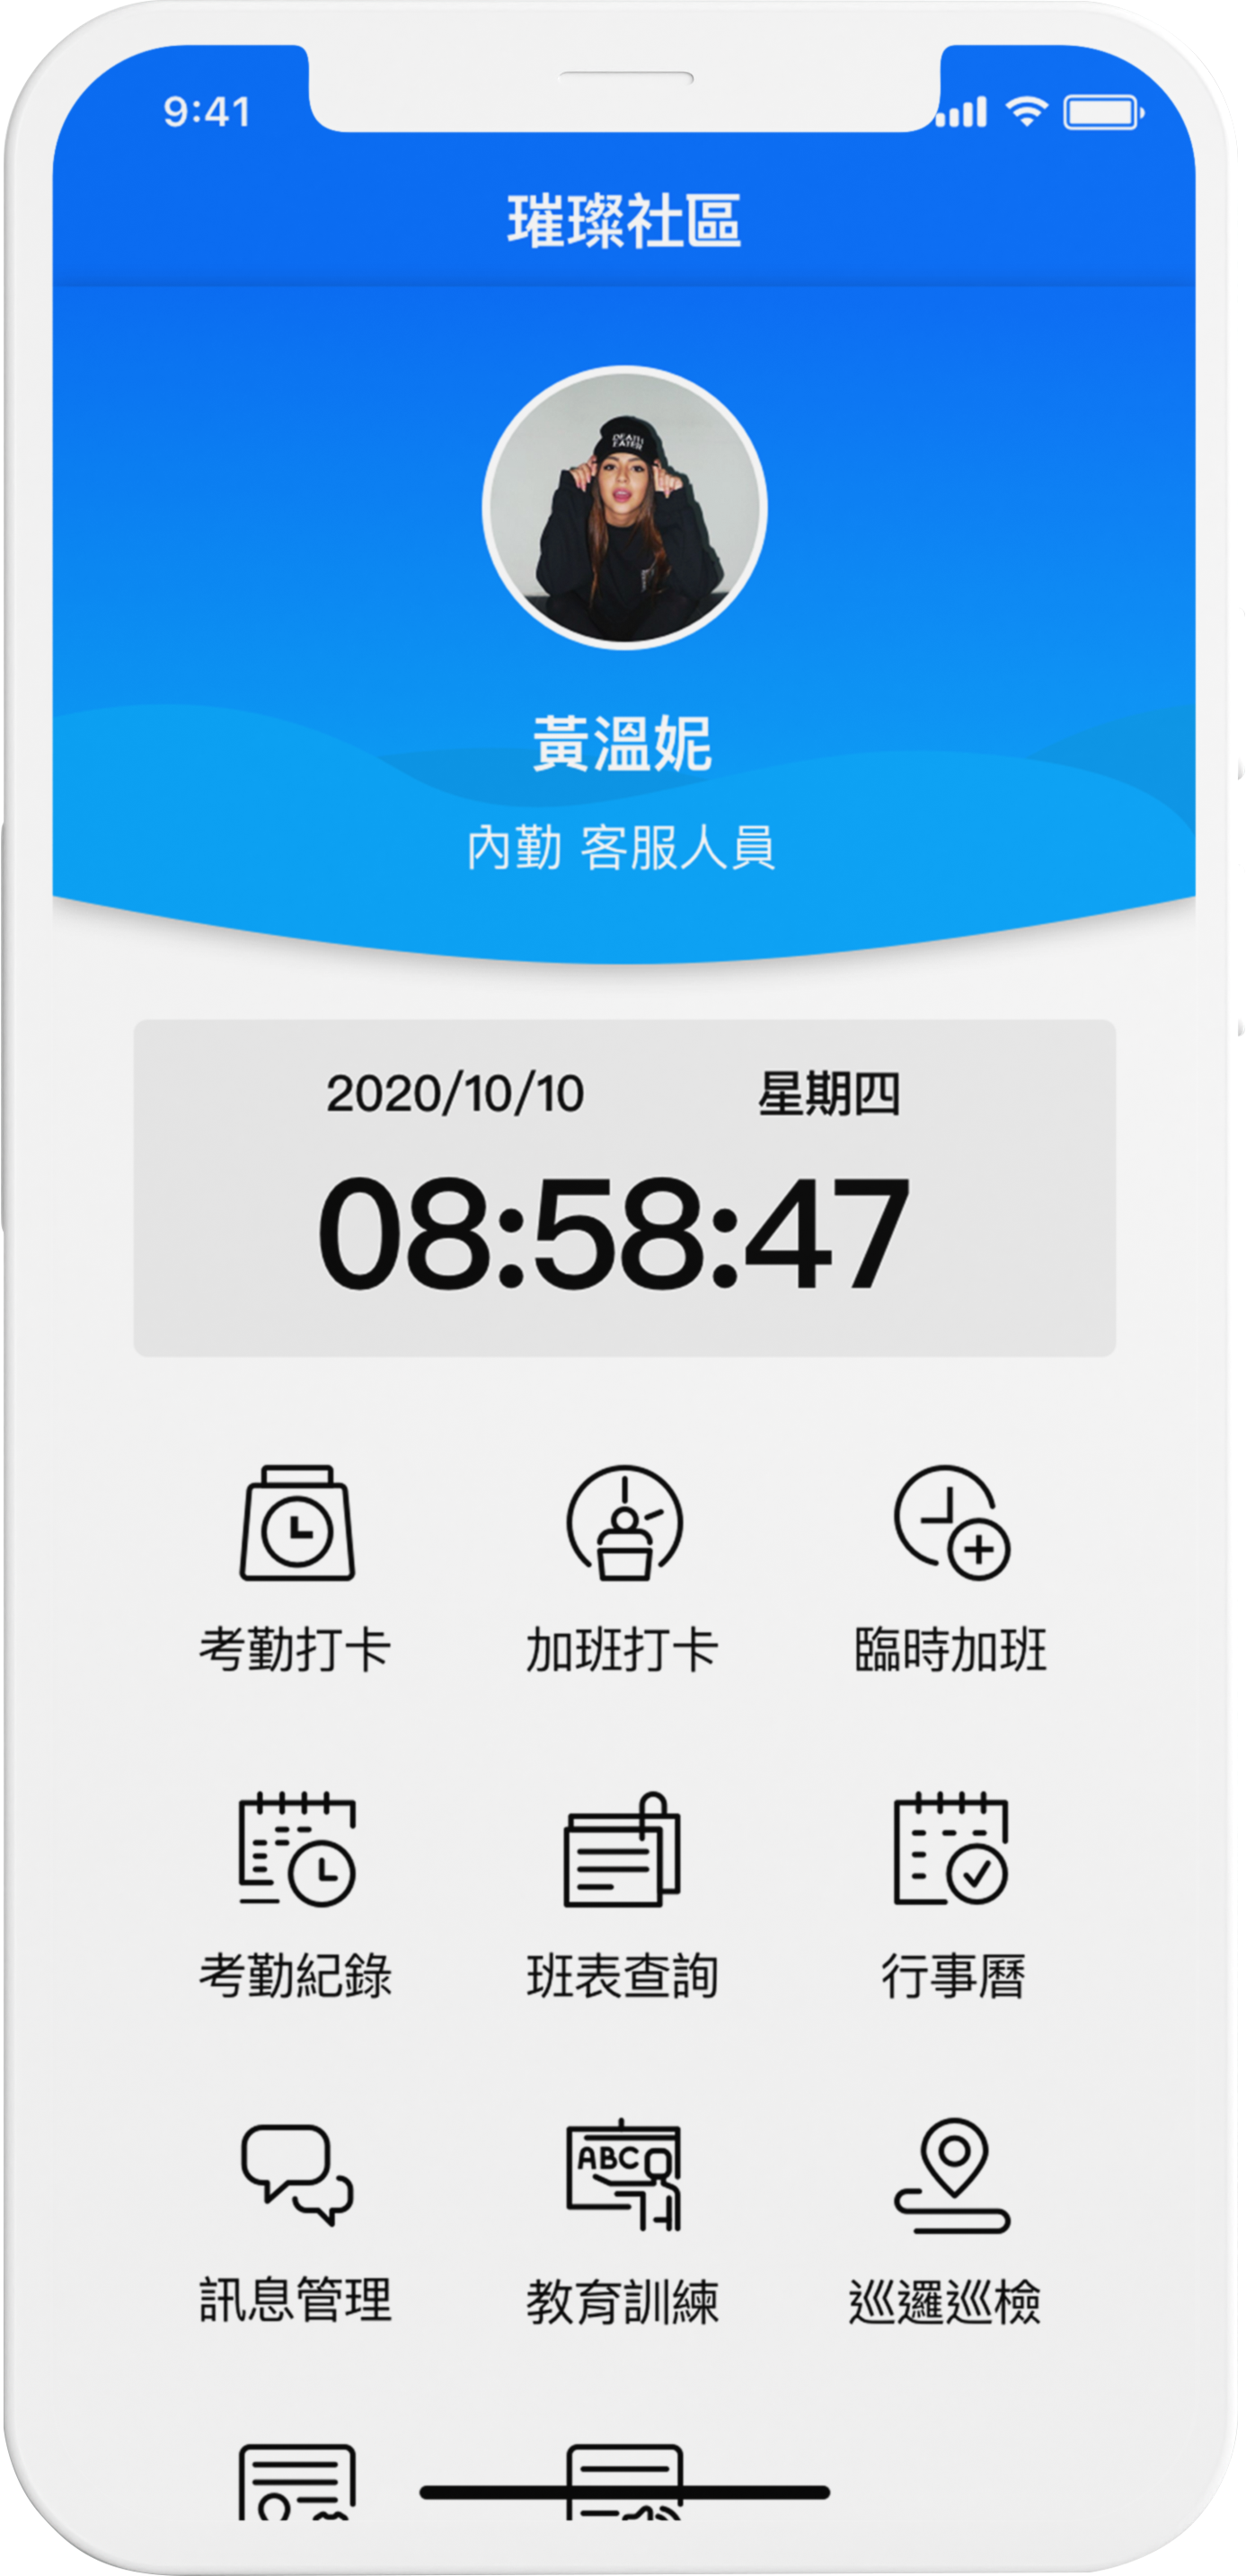 9:41
璀璨社區
DEATH
EATER
黃溫妮
內勤 客服人員
2020/10/10 星期四
08:58:47
考勤打卡 加班打卡 臨時加班
考勤紀錄 班表查詢 行事曆
ABC
訊息管理 教育訓練 巡邏巡檢